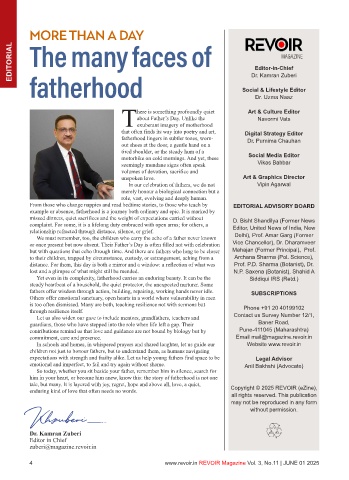 EDITORIAL
MORE THAN A DAY
The many faces of
fatherhood
There is something profoundly quiet
about Father's Day. Unlike the
exuberant imagery of motherhood
that often finds its way into poetry and art,
fatherhood lingers in subtler tones, worn-
out shoes at the door, a gentle hand on a
tired shoulder, or the steady hum of a
motorbike on cold mornings. And yet, these
seemingly mundane signs often speak
volumes of devotion, sacrifice and
unspoken love.
In our celebration of fathers, we do not
merely honour a biological connection but a
role, vast, evolving and deeply human.
From those who change nappies and read bedtime stories, to those who teach by
example or absence, fatherhood is a journey both ordinary and epic. It is marked by
missed dances, quiet sacrifices and the weight of expectations carried without
complaint. For some, it is a lifelong duty embraced with open arms; for others, a
relationship refracted through distance, silence, or grief.
We must remember, too, the children who carry the echo of a father never known
or once present but now absent. Their Father's Day is often filled not with celebration
but with questions that echo through time. And there are fathers who long to be closer
to their children, trapped by circumstance, custody, or estrangement, aching from a
distance. For them, this day is both a mirror and a window: a reflection of what was
lost and a glimpse of what might still be mended.
Yet even in its complexity, fatherhood carries an enduring beauty. It can be the
steady heartbeat of a household, the quiet protector, the unexpected nurturer. Some
fathers offer wisdom through action, building, repairing, working hands never idle.
Others offer emotional sanctuary, open hearts in a world where vulnerability in men
is too often dismissed. Many are both, teaching resilience not with sermons but
through resilience itself.
Let us also widen our gaze to include mentors, grandfathers, teachers and
guardians, those who have stepped into the role when life left a gap. Their
contributions remind us that love and guidance are not bound by biology but by
commitment, care and presence.
In schools and homes, in whispered prayers and shared laughter, let us guide our
children not just to honour fathers, but to understand them, as humans navigating
expectations with strength and frailty alike. Let us help young fathers find space to be
emotional and imperfect, to fail and try again without shame.
So today, whether you sit beside your father, remember him in silence, search for
him in your heart, or become him anew, know this: the story of fatherhood is not one
tale, but many. It is layered with joy, regret, hope and above all, love, a quiet,
enduring kind of love that often needs no words.
Dr. Kamran Zuberi
Editor in Chief
zuberi@magazine.revoir.in
REVOIR
MAGAZINE
Editor-in-Chief
Dr. Kamran Zuberi
Social & Lifestyle Editor
Dr. Uzma Naaz
Art & Culture Editor
Navonni Vats
Digital Strategy Editor
Dr. Purnima Chauhan
Social Media Editor
Vikas Bahbar
Art & Graphics Director
Vipin Agarwal
EDITORIAL ADVISORY BOARD
D. Bisht Shandilya (Former News
Editor, United News of India, New
Delhi), Prof. Avnar Garg (Former
Vice Chancellor), Dr. Dharamveer
Mahajan (Former Principal), Prof.
Archana Sharma (Pol. Science),
Prof. P.D. Sharma (Botanist), Dr.
N.P. Saxena (Botanist), Shahid A
Siddiqui IRS (Retd.)
SUBSCRIPTIONS
Phone +91 20 40199102
Contact us Survey Number 12/1,
Baner Road,
Pune-411045 (Maharashtra)
Email mail@magazine.revoir.in
Website www.revoir.in
Legal Advisor
Anil Bakhshi (Advocate)
Copyright © 2025 REVOIR (eZine),
all rights reserved. This publication
may not be reproduced in any form
without permission.
4
www.revoir.in REVOIR Magazine Vol. 3. No.11 | JUNE 01 2025